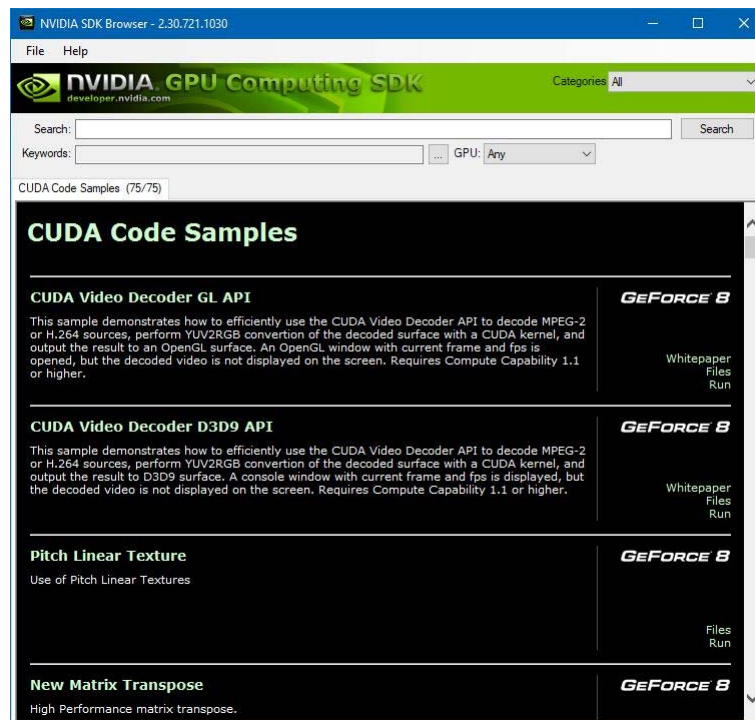 NVIDIA SDK Browser - 2.30.721.1030
File Help
NVIDIA. GPU Computing SDK
developer.nvidia.com
Categories All
Search:
Search
Keywords:
... GPU: Any
CUDA Code Samples (75/75)
CUDA Code Samples
CUDA Video Decoder GL API
GEFORCE 8
This sample demonstrates how to efficiently use the CUDA Video Decoder API to decode MPEG-2
or H.264 sources, perform YUV2RGB convertion of the decoded surface with a CUDA kernel, and
output the result to an OpenGL surface. An OpenGL window with current frame and fps is
opened, but the decoded video is not displayed on the screen. Requires Compute Capability 1.1
or higher.
Whitepaper
Files
Run
CUDA Video Decoder D3D9 API
GEFORCE 8
This sample demonstrates how to efficiently use the CUDA Video Decoder API to decode MPEG-2
or H.264 sources, perform YUV2RGB convertion of the decoded surface with a CUDA kernel, and
output the result to D3D9 surface. A console window with current frame and fps is displayed, but
the decoded video is not displayed on the screen. Requires Compute Capability 1.1 or higher.
Whitepaper
Files
Run
Pitch Linear Texture
GEFORCE 8
Use of Pitch Linear Textures
Files
Run
New Matrix Transpose
GEFORCE 8
High Performance matrix transpose.